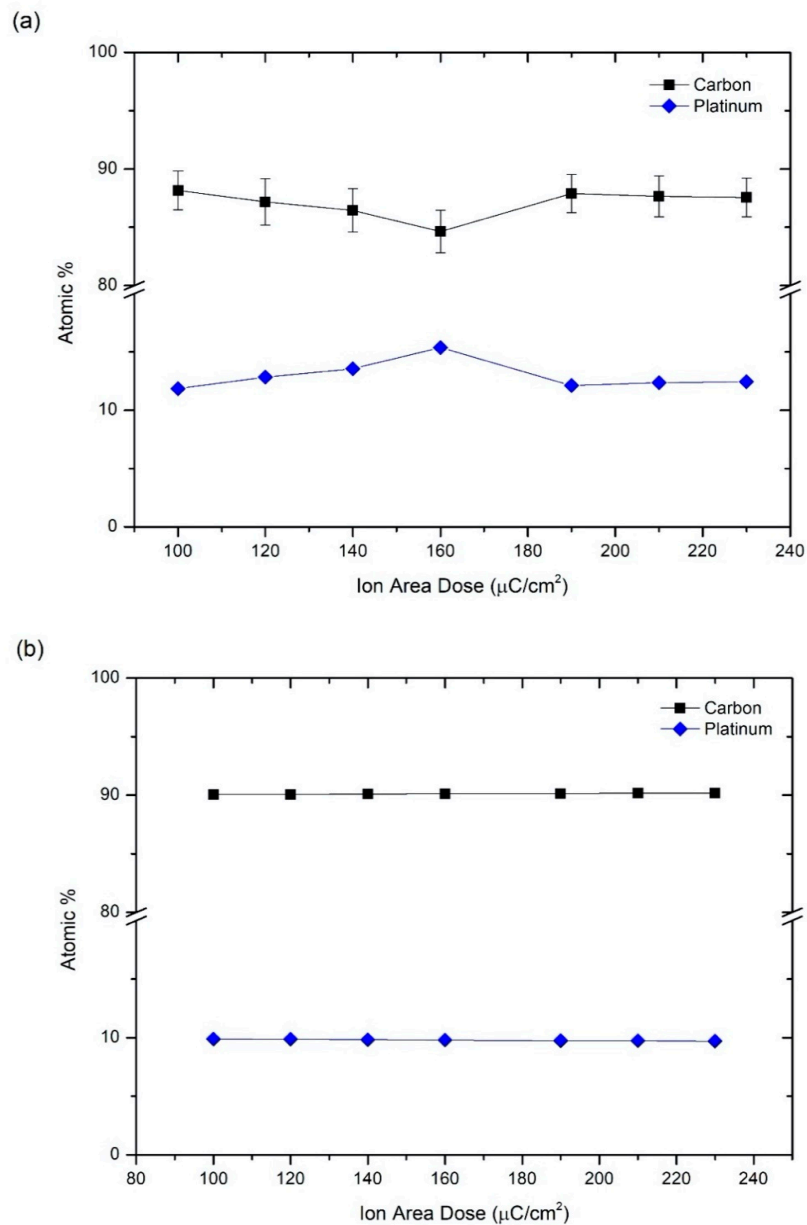 (a)
100
Carbon
Platinum
90
80
10
0
Atomic %
100 120 140 160 180 200 220 240
Ion Area Dose (μC/cm²)
(b)
100
Carbon
Platinum
90
80
10
0
Atomic %
80 100 120 140 160 180 200 220 240
Ion Area Dose (μC/cm²)